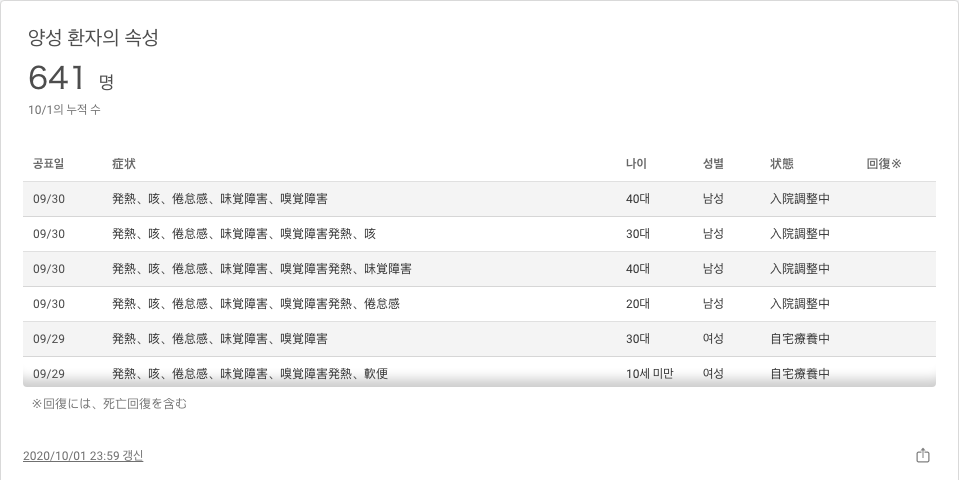 양성 환자의 속성
641 명
10/1의 누적 수
공표일 症状 나이 성별 状態 回復※
09/30 発熱、咳、倦怠感、味覚障害、嗅覚障害 40대 남성 入院調整中
09/30 発熱、咳、倦怠感、味覚障害、嗅覚障害発熱、咳 30대 남성 入院調整中
09/30 発熱、咳、倦怠感、味覚障害、嗅覚障害発熱、味覚障害 40대 남성 入院調整中
09/30 発熱、咳、倦怠感、味覚障害、嗅覚障害発熱、倦怠感 20대 남성 入院調整中
09/29 発熱、咳、倦怠感、味覚障害、嗅覚障害 30대 여성 自宅療養中
09/29 発熱、咳、倦怠感、味覚障害、嗅覚障害発熱、軟便 10세 미만 여성 自宅療養中
※回復には、死亡回復を含む
2020/10/01 23:59 갱신